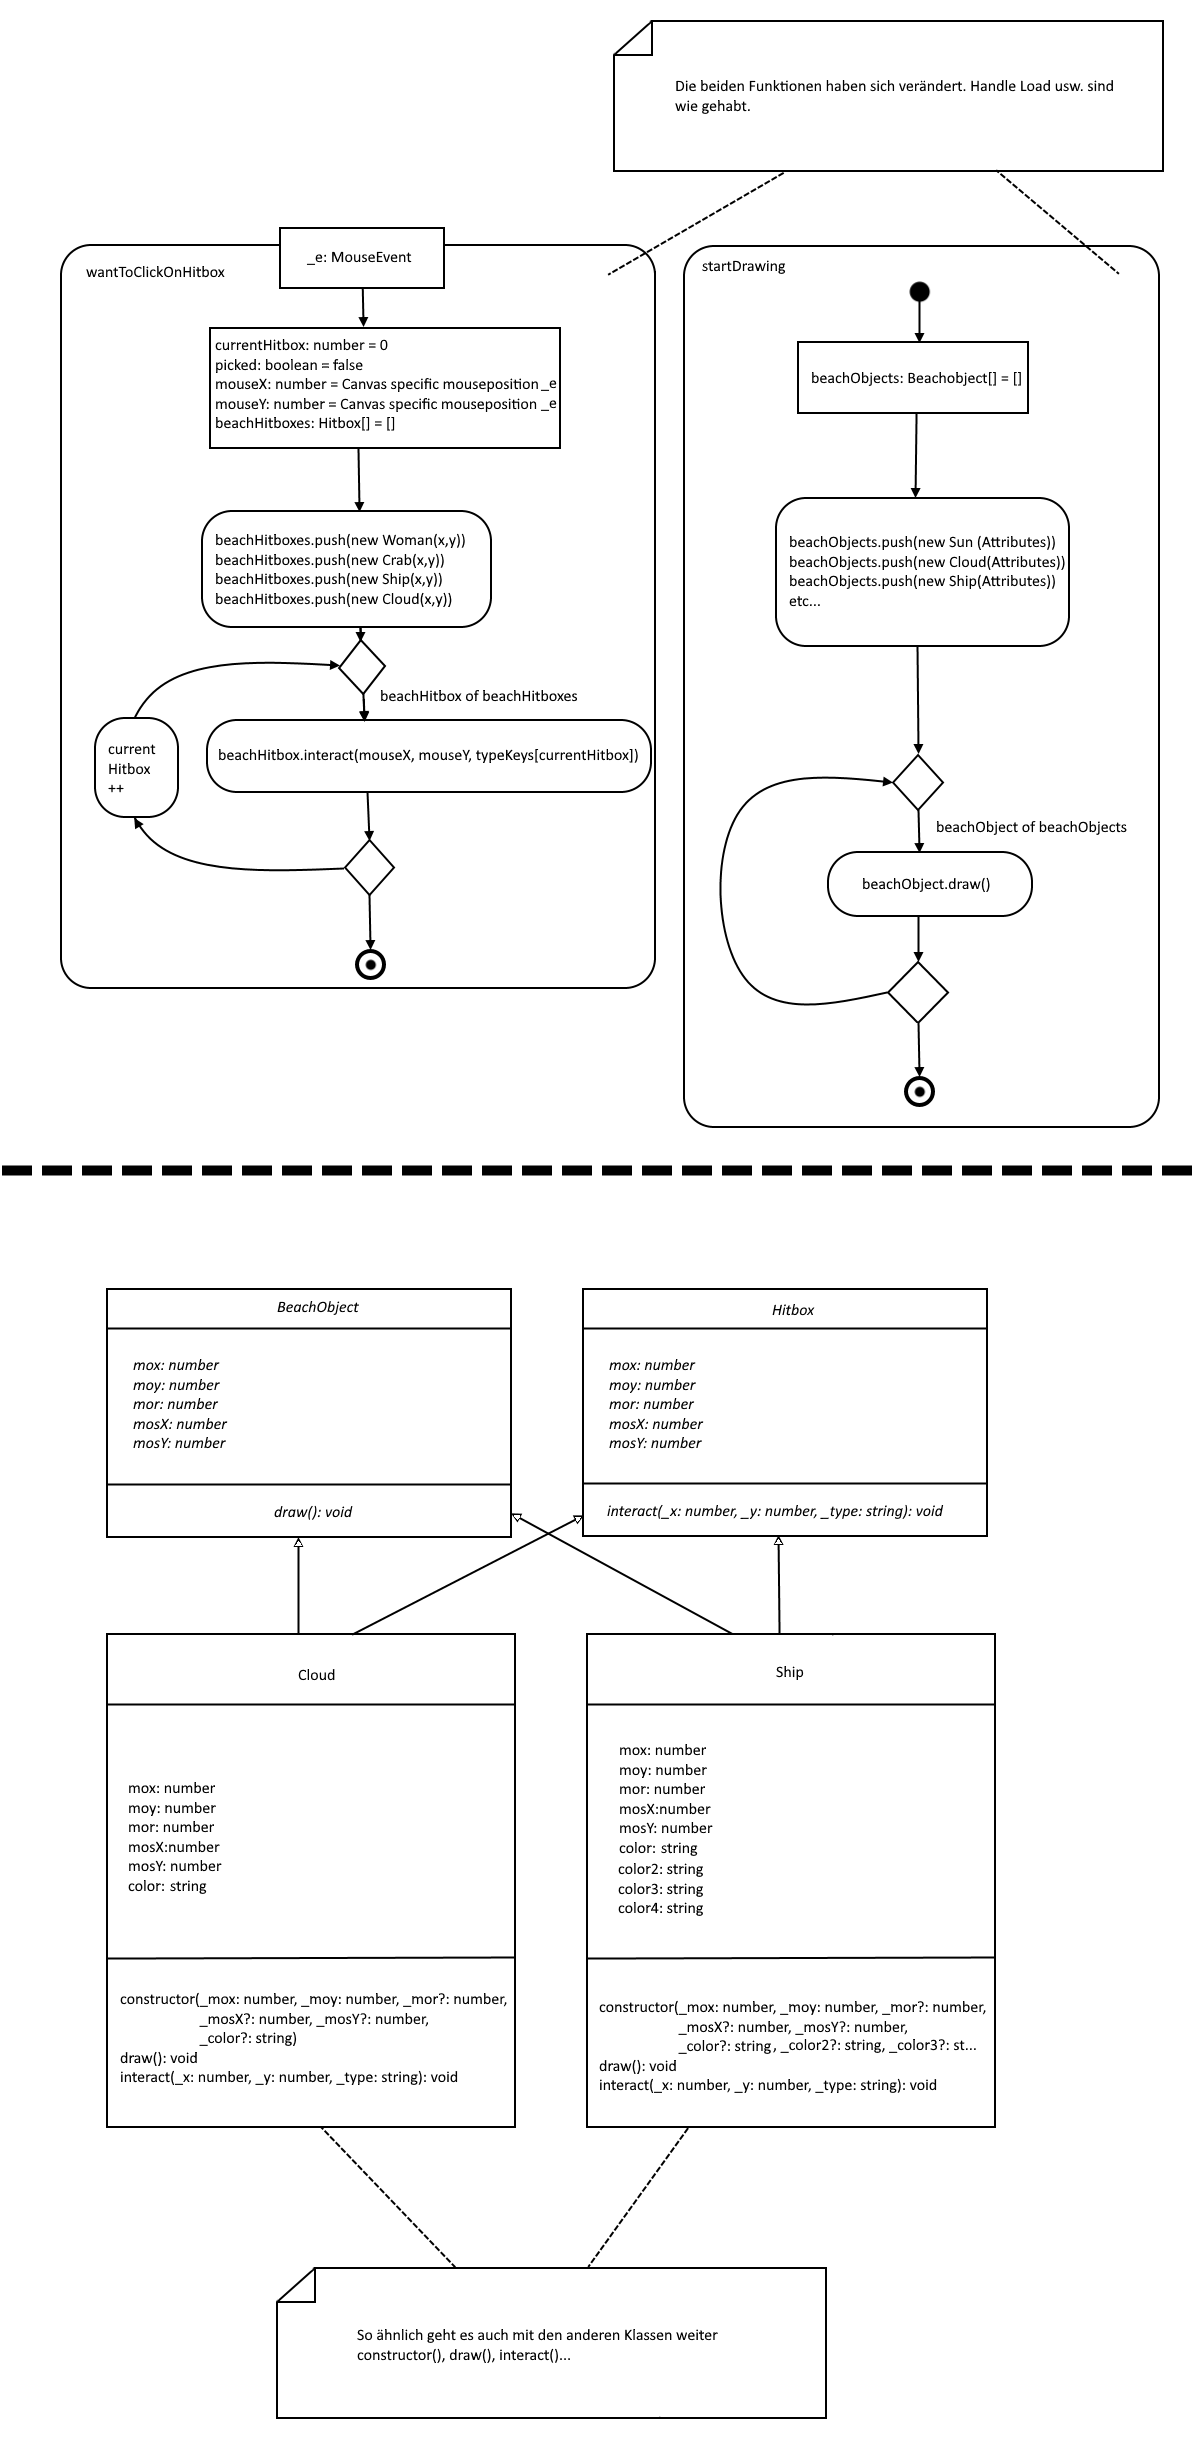 Die beiden Funktionen haben sich verändert. Handle Load usw. sind
wie gehabt.
_e: MouseEvent
wantToClickOnHitbox
currentHitbox: number = 0
picked: boolean = false
mouseX: number = Canvas specific mouseposition _e
mouseY: number = Canvas specific mouseposition _e
beachHitboxes: Hitbox[] = []
beachHitboxes.push(new Woman(x,y))
beachHitboxes.push(new Crab(x,y))
beachHitboxes.push(new Ship(x,y))
beachHitboxes.push(new Cloud(x,y))
beachHitbox of beachHitboxes
beachHitbox.interact(mouseX, mouseY, typeKeys[currentHitbox])
current
Hitbox
++
startDrawing
beachObjects: Beachobject[] = []
beachObjects.push(new Sun (Attributes))
beachObjects.push(new Cloud(Attributes))
beachObjects.push(new Ship(Attributes))
etc...
beachObject of beachObjects
beachObject.draw()
BeachObject
mox: number
moy: number
mor: number
mosX: number
mosY: number
draw(): void
Hitbox
mox: number
moy: number
mor: number
mosX: number
mosY: number
interact(_x: number, _y: number, _type: string): void
Cloud
mox: number
moy: number
mor: number
mosX:number
mosY: number
color: string
constructor(_mox: number, _moy: number, _mor?: number,
_mosX?: number, _mosY?: number,
_color?: string)
draw(): void
interact(_x: number, _y: number, _type: string): void
Ship
mox: number
moy: number
mor: number
mosX:number
mosY: number
color: string
color2: string
color3: string
color4: string
constructor(_mox: number, _moy: number, _mor?: number,
_mosX?: number, _mosY?: number,
_color?: string, _color2?: string, _color3?: st...
draw(): void
interact(_x: number, _y: number, _type: string): void
So ähnlich geht es auch mit den anderen Klassen weiter
constructor(), draw(), interact()...